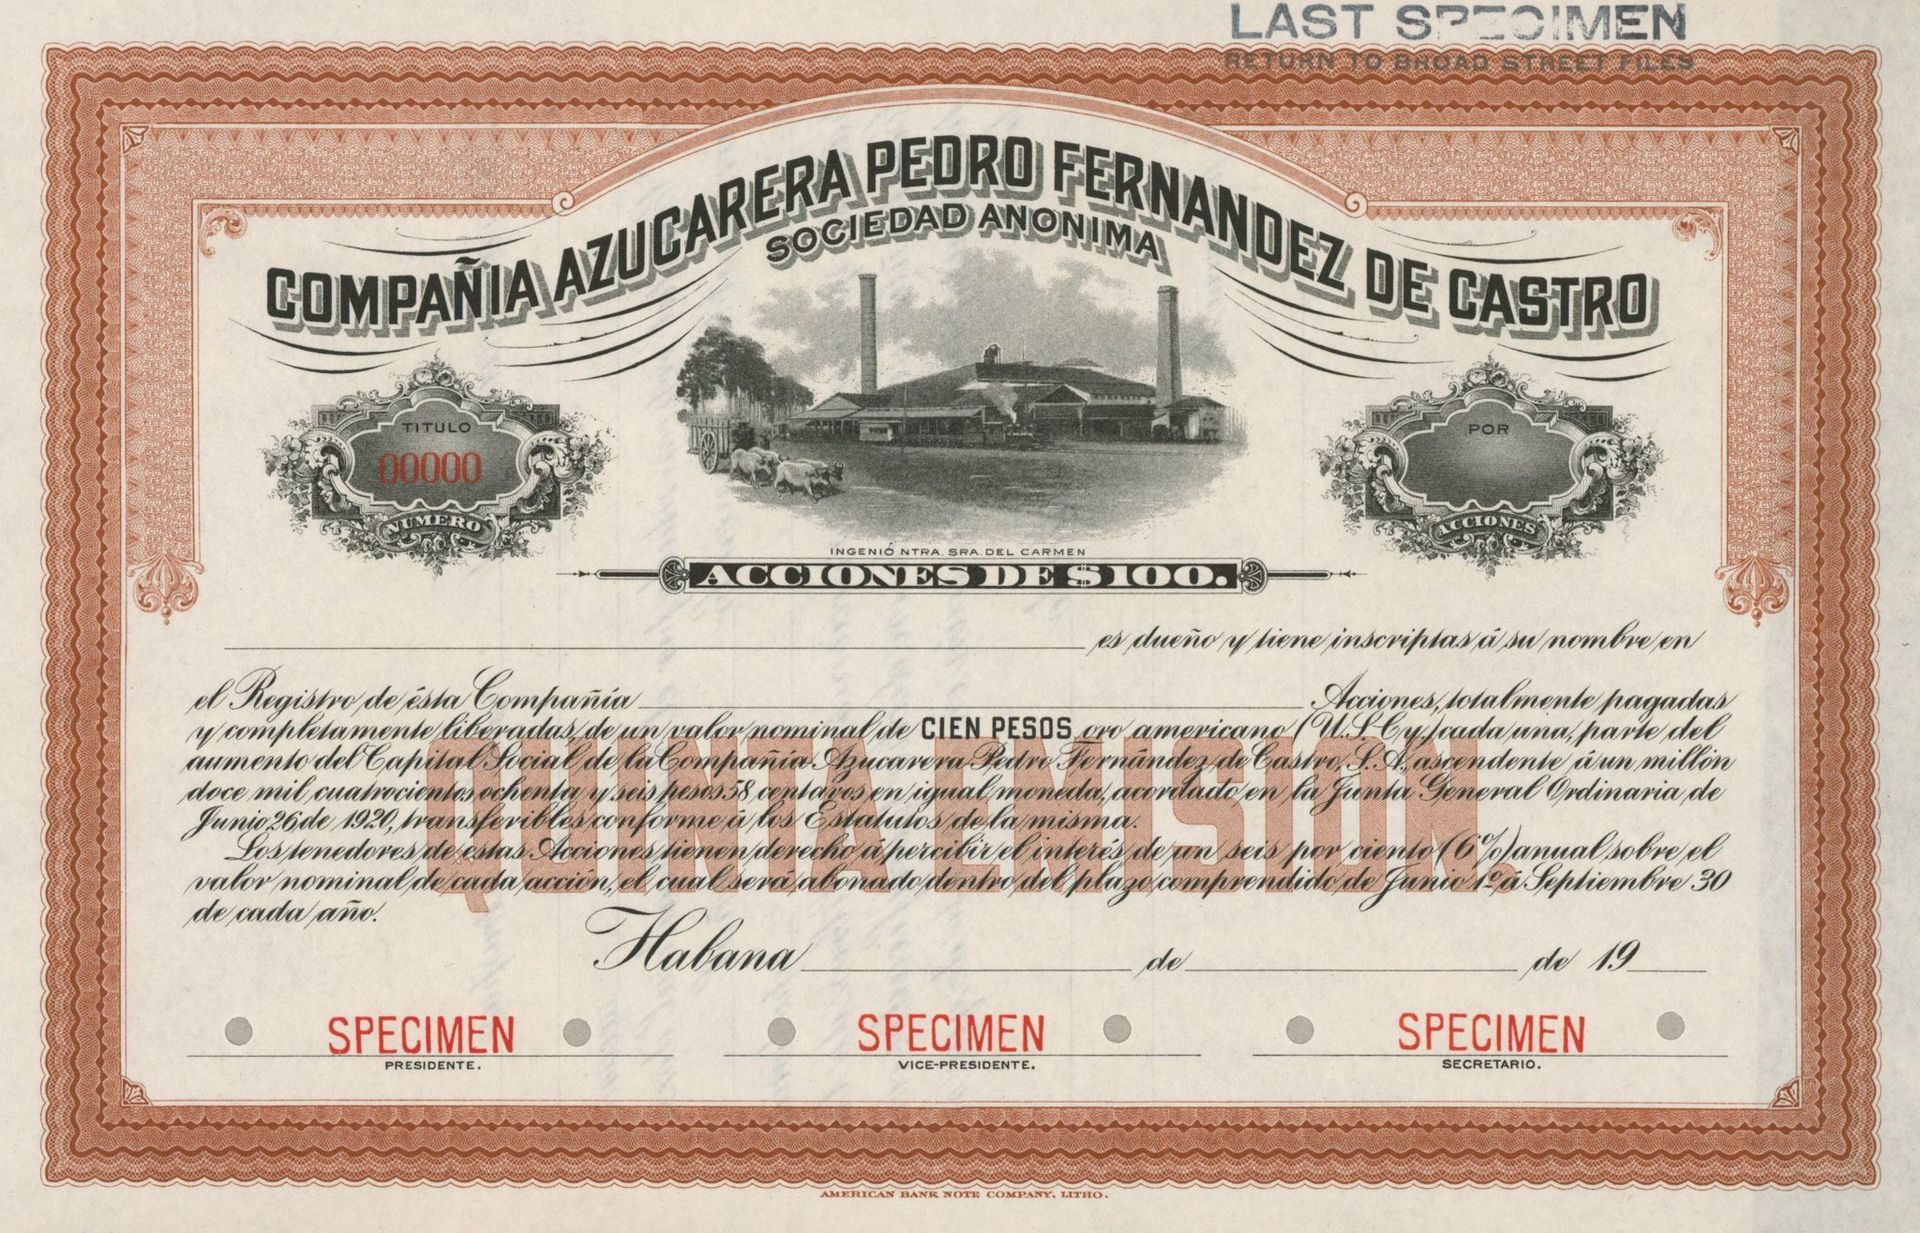 LAST SPECIMEN
RETURN TO BROAD STREET FILES
COMPAÑIA AZUCARERA PEDRO FERNANDEZ DE CASTRO
SOCIEDAD ANONIMA
TITULO
00000
NUMERO
POR
ACCIONES
INGENIÓ NTRA. SRA. DEL CARMEN
ACCIONES DE $100.
es dueño y tiene inscriptas á su nombre en
el Registro de ésta Compañía Acciones, totalmente pagadas
y completamente liberadas, de un valor nominal de CIEN PESOS oro americano (U.S.Cy.) cada una, parte del
aumento del Capital Social de la Compañía Azucarera Pedro Fernández de Castro, S.A., ascendente á un millón
doce mil cuatrocientos ochenta y seis pesos 58 centavos en igual moneda, acordado en la Junta General Ordinaria de
Junio 26 de 1920, transferibles conforme á los Estatutos de la misma.
Los tenedores de estas Acciones tienen derecho á percibir el interés de un seis por ciento (6%) anual sobre el
valor nominal de cada acción, el cual será abonado dentro del plazo comprendido de Junio 1º á Septiembre 30
de cada año.
QUINTA EMISION.
Habana de de 19
SPECIMEN SPECIMEN SPECIMEN
PRESIDENTE. VICE-PRESIDENTE. SECRETARIO.
AMERICAN BANK NOTE COMPANY, LITHO.